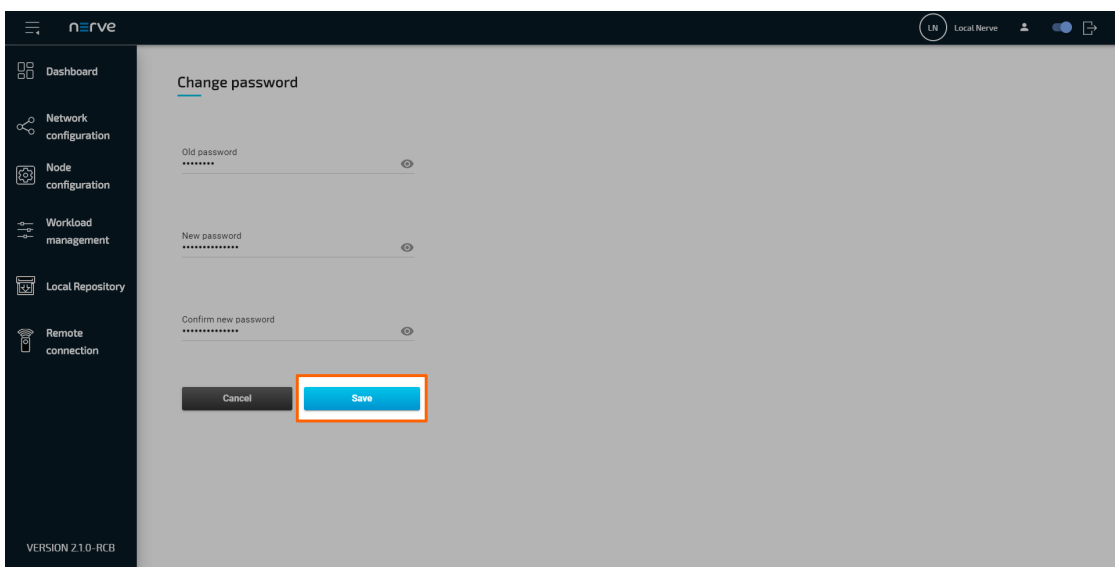 nerve
LN Local Nerve
Dashboard
Network
configuration
Node
configuration
Workload
management
Local Repository
Remote
connection
VERSION 2.1.0-RCB
Change password
Old password
••••••••
New password
••••••••••••••
Confirm new password
••••••••••••••
Cancel
Save